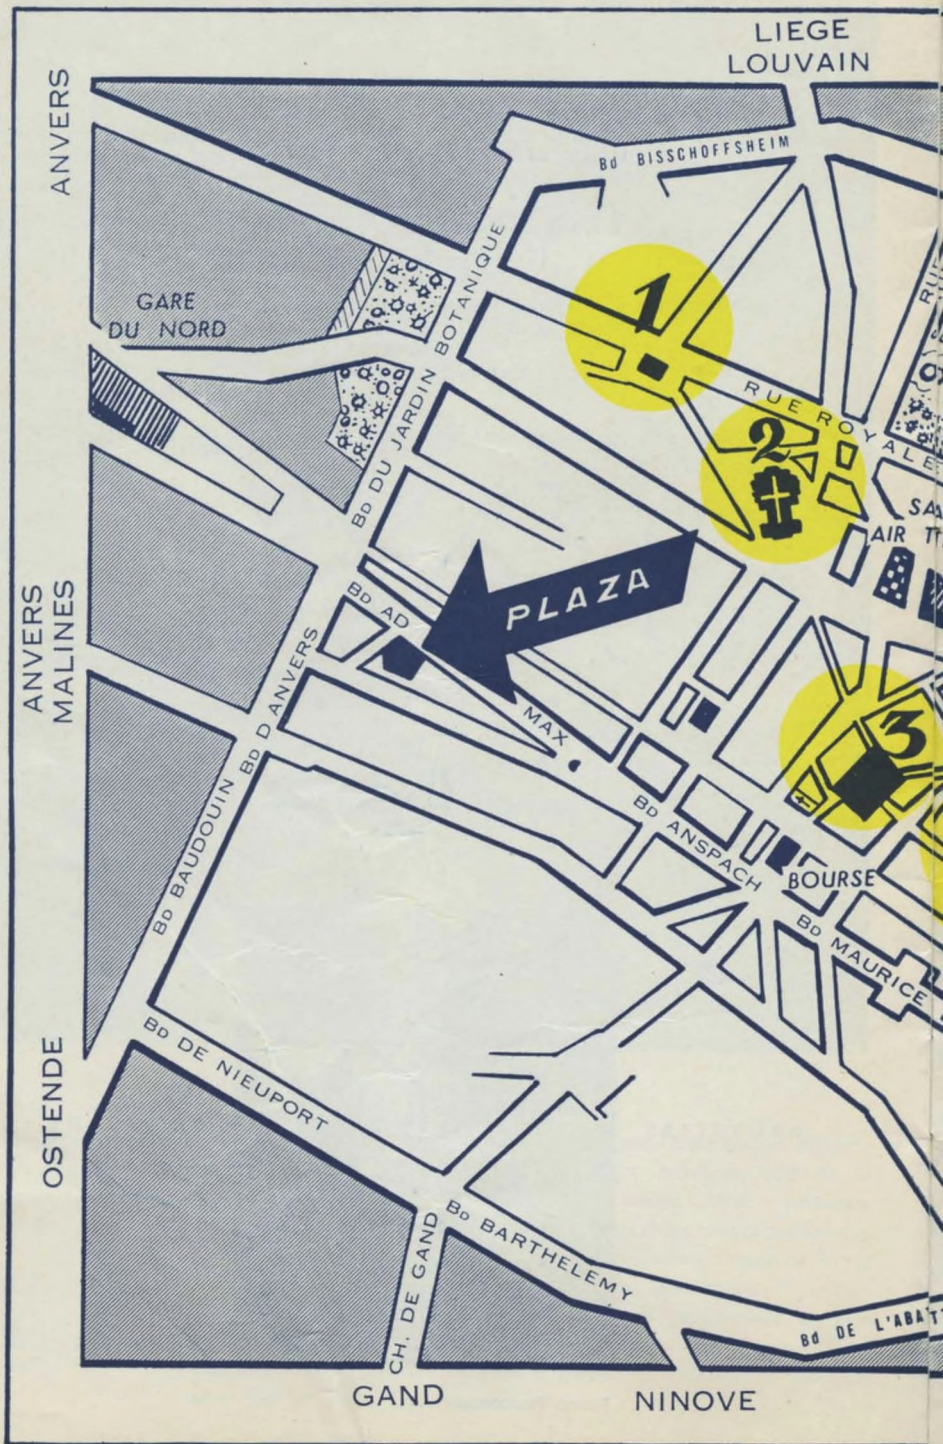 LIEGE
LOUVAIN
ANVERS
Bd BISSCHOFFSHEIM
GARE
DU NORD
BD DU JARDIN BOTANIQUE
1
RUE ROYALE
2
AIR
PLAZA
BD AD MAX
ANVERS
MALINES
BD D'ANVERS
3
BD BAUDOUIN
BD ANSPACH
BOURSE
BD MAURICE
OSTENDE
BD DE NIEUPORT
BD BARTHELEMY
CH. DE GAND
Bd DE L'ABATT
GAND
NINOVE